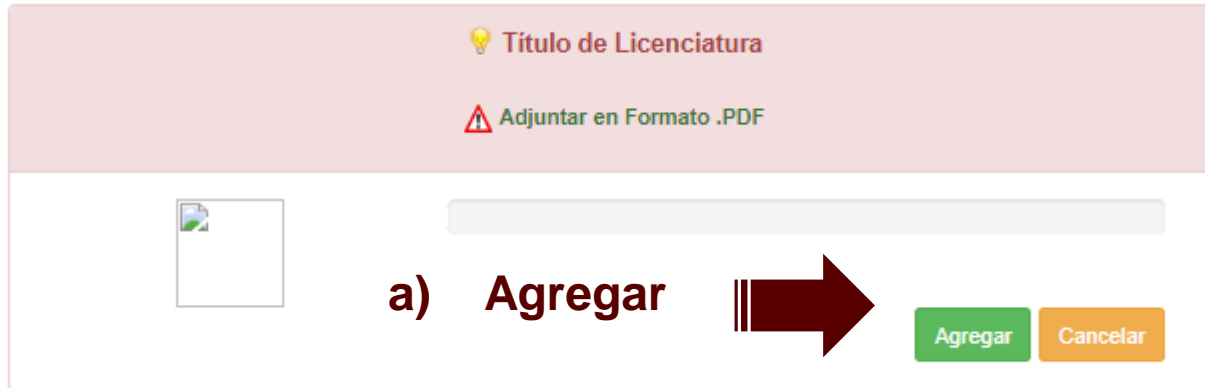 Título de Licenciatura
Adjuntar en Formato .PDF
a) Agregar
Agregar Cancelar